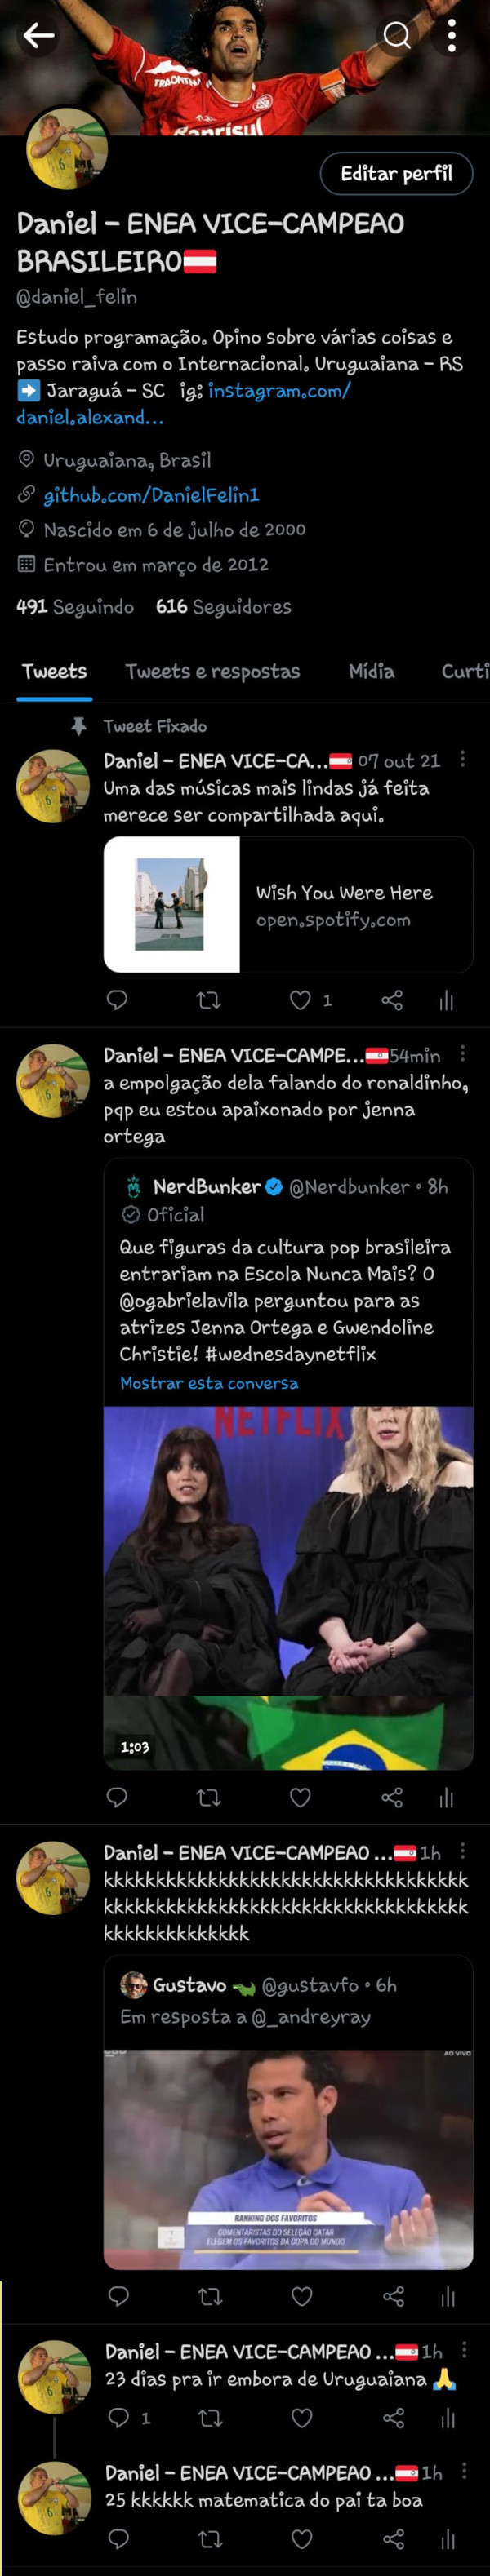 TRAMONTINA
Banrisul
6
Editar perfil
Daniel - ENEA VICE-CAMPEAO
BRASILEIRO
@daniel_felin
Estudo programação. Opino sobre várias coisas e
passo raiva com o Internacional. Uruguaiana - RS
➡️ Jaraguá - SC ig: instagram.com/
daniel.alexand...
Uruguaiana, Brasil
github.com/DanielFelin1
Nascido em 6 de julho de 2000
Entrou em março de 2012
491 Seguindo 616 Seguidores
Tweets Tweets e respostas Mídia Curti
Tweet Fixado
Daniel - ENEA VICE-CA... 07 out 21
Uma das músicas mais lindas já feita
merece ser compartilhada aqui.
Wish You Were Here
open.spotify.com
1
Daniel - ENEA VICE-CAMPE... 54min
a empolgação dela falando do ronaldinho,
pqp eu estou apaixonado por jenna
ortega
NerdBunker @Nerdbunker • 8h
Oficial
Que figuras da cultura pop brasileira
entrariam na Escola Nunca Mais? O
@ogabrielavila perguntou para as
atrizes Jenna Ortega e Gwendoline
Christie! #wednesdaynetflix
Mostrar esta conversa
NETFLIX
1:03
Daniel - ENEA VICE-CAMPEAO ... 1h
kkkkkkkkkkkkkkkkkkkkkkkkkkkkkkkkkkk
kkkkkkkkkkkkkkkkkkkkkkkkkkkkkkkkkkk
kkkkkkkkkkkkkk
Gustavo 🐊 @gustavfo • 6h
Em resposta a @_andreyray
AO VIVO
RANKING DOS FAVORITOS
COMENTARISTAS DO SELEÇÃO CATAR
ELEGEM OS FAVORITOS DA COPA DO MUNDO
Daniel - ENEA VICE-CAMPEAO ... 1h
23 dias pra ir embora de Uruguaiana 🙏
1
Daniel - ENEA VICE-CAMPEAO ... 1h
25 kkkkkk matematica do pai ta boa